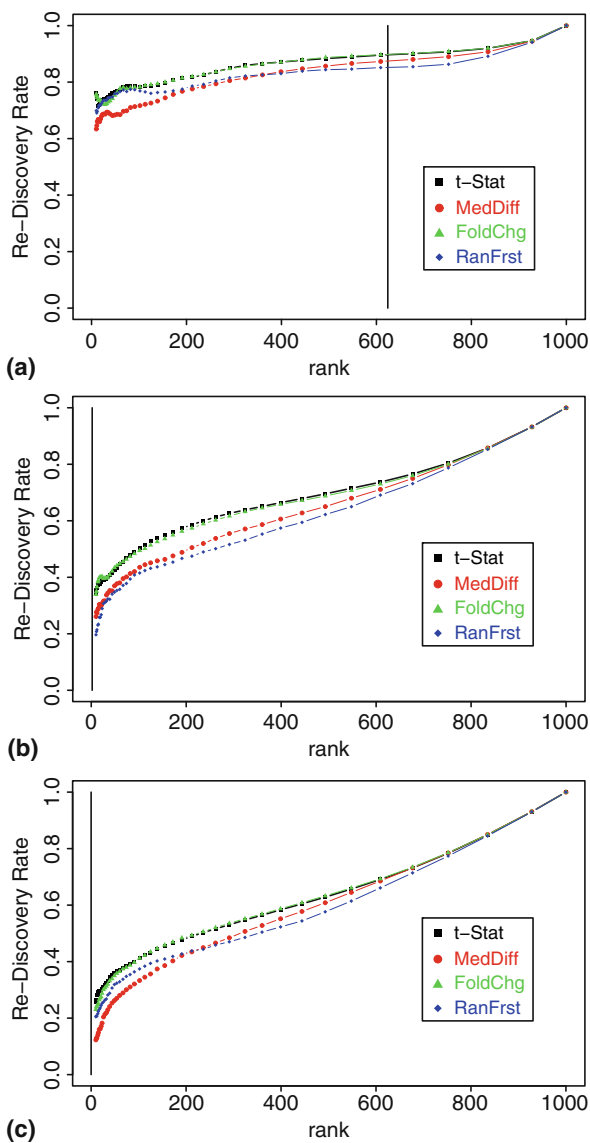 Re-Discovery Rate
0.0 0.2 0.4 0.6 0.8 1.0
t-Stat
MedDiff
FoldChg
RanFrst
0 200 400 600 800 1000
rank
(a)
Re-Discovery Rate
0.0 0.2 0.4 0.6 0.8 1.0
t-Stat
MedDiff
FoldChg
RanFrst
0 200 400 600 800 1000
rank
(b)
Re-Discovery Rate
0.0 0.2 0.4 0.6 0.8 1.0
t-Stat
MedDiff
FoldChg
RanFrst
0 200 400 600 800 1000
rank
(c)